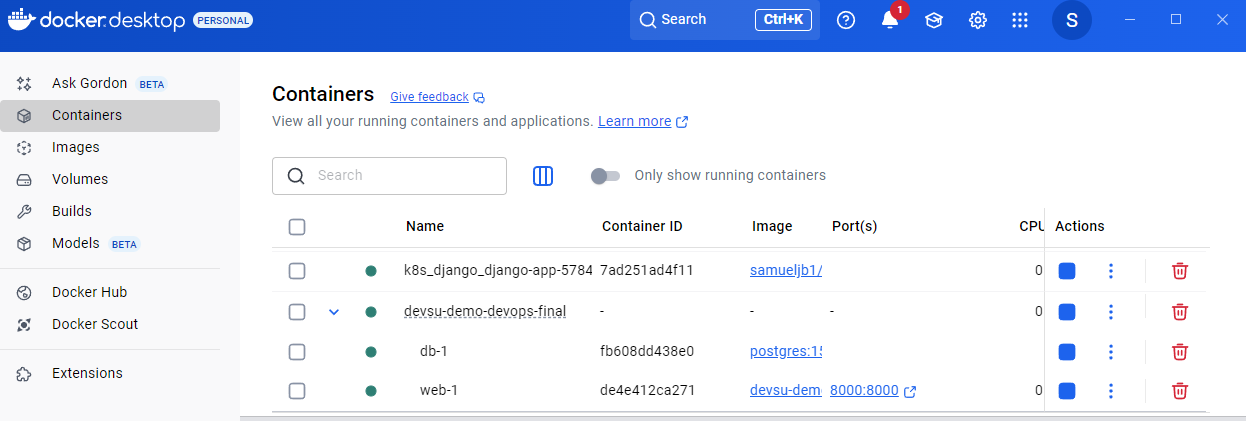 docker.desktop PERSONAL Search Ctrl+K 1 S
Ask Gordon BETA
Containers
Images
Volumes
Builds
Models BETA
Docker Hub
Docker Scout
Extensions
Containers Give feedback
View all your running containers and applications. Learn more
Search Only show running containers
Name Container ID Image Port(s) CPU Actions
k8s_django_django-app-5784 7ad251ad4f11 samueljb1/ 0
devsu-demo-devops-final - - - 0
db-1 fb608dd438e0 postgres:15
web-1 de4e412ca271 devsu-dem 8000:8000 0